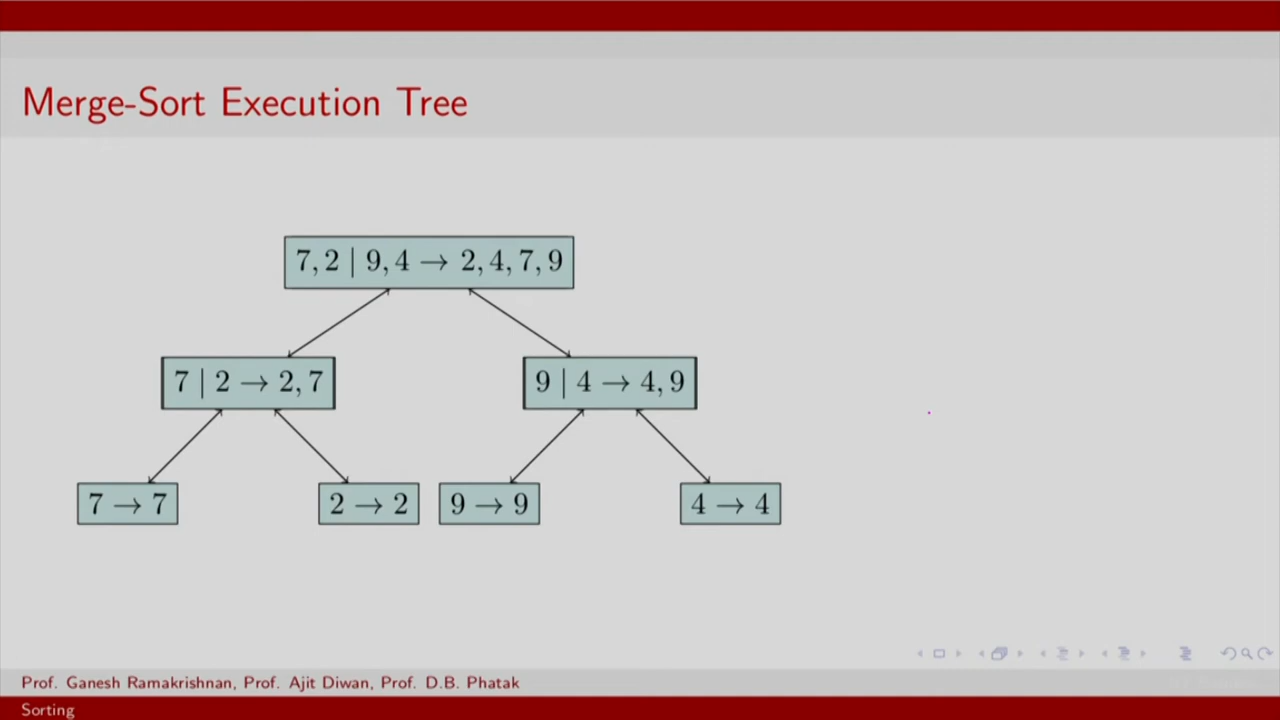 Merge-Sort Execution Tree
7, 2 | 9, 4 → 2, 4, 7, 9
7 | 2 → 2, 7
9 | 4 → 4, 9
7 → 7
2 → 2
9 → 9
4 → 4
Prof. Ganesh Ramakrishnan, Prof. Ajit Diwan, Prof. D.B. Phatak
Sorting